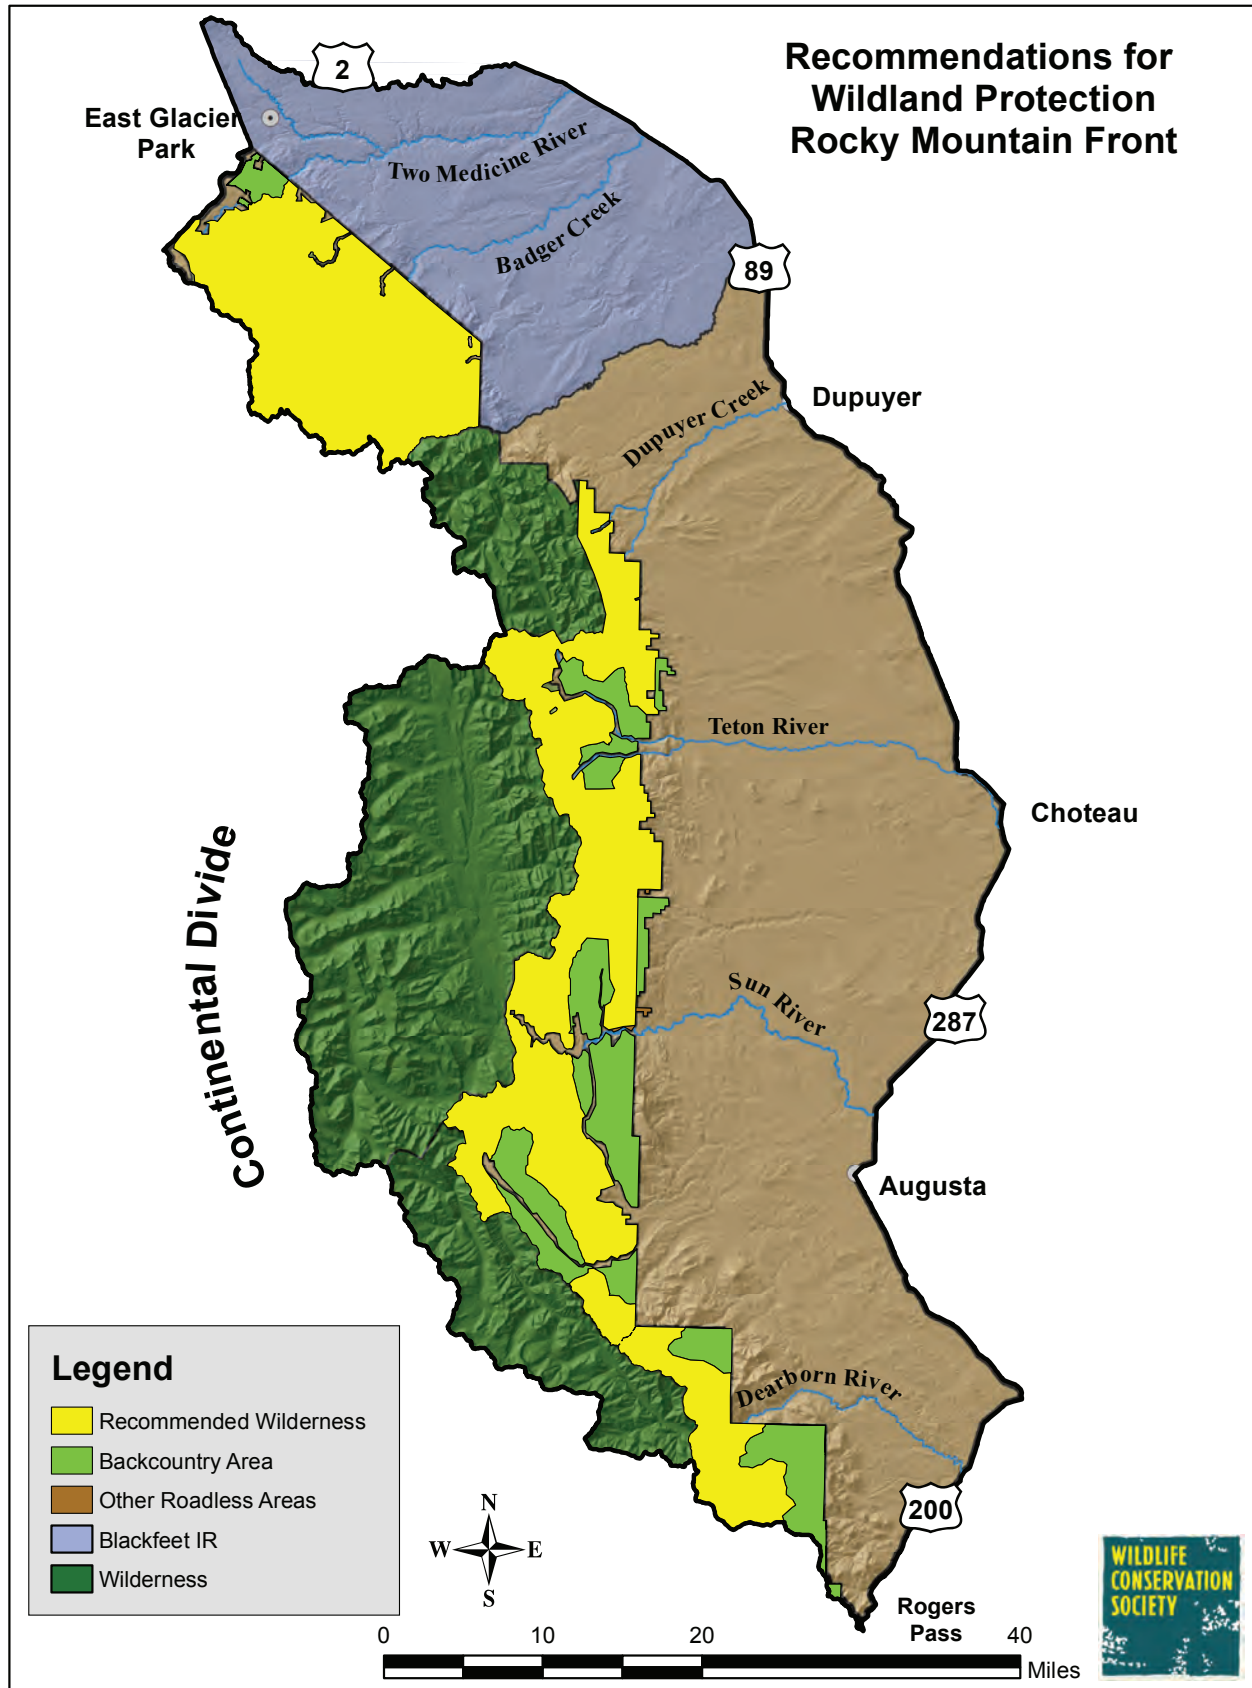 Recommendations for
Wildland Protection
Rocky Mountain Front
2
East Glacier
Park
Two Medicine River
Badger Creek
89
Dupuyer
Dupuyer Creek
Teton River
Choteau
Continental Divide
Sun River
287
Augusta
Dearborn River
200
Rogers
Pass
Legend
Recommended Wilderness
Backcountry Area
Other Roadless Areas
Blackfeet IR
Wilderness
N
W E
S
0 10 20 40
Miles
WILDLIFE
CONSERVATION
SOCIETY